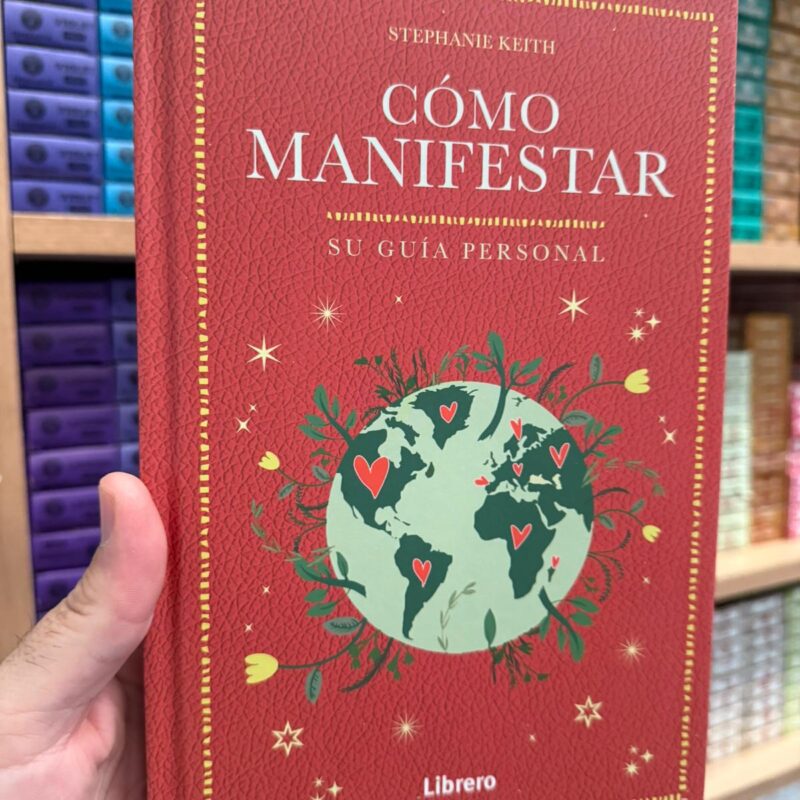 STEPHANIE KEITH
CÓMO
MANIFESTAR
SU GUÍA PERSONAL
Librero